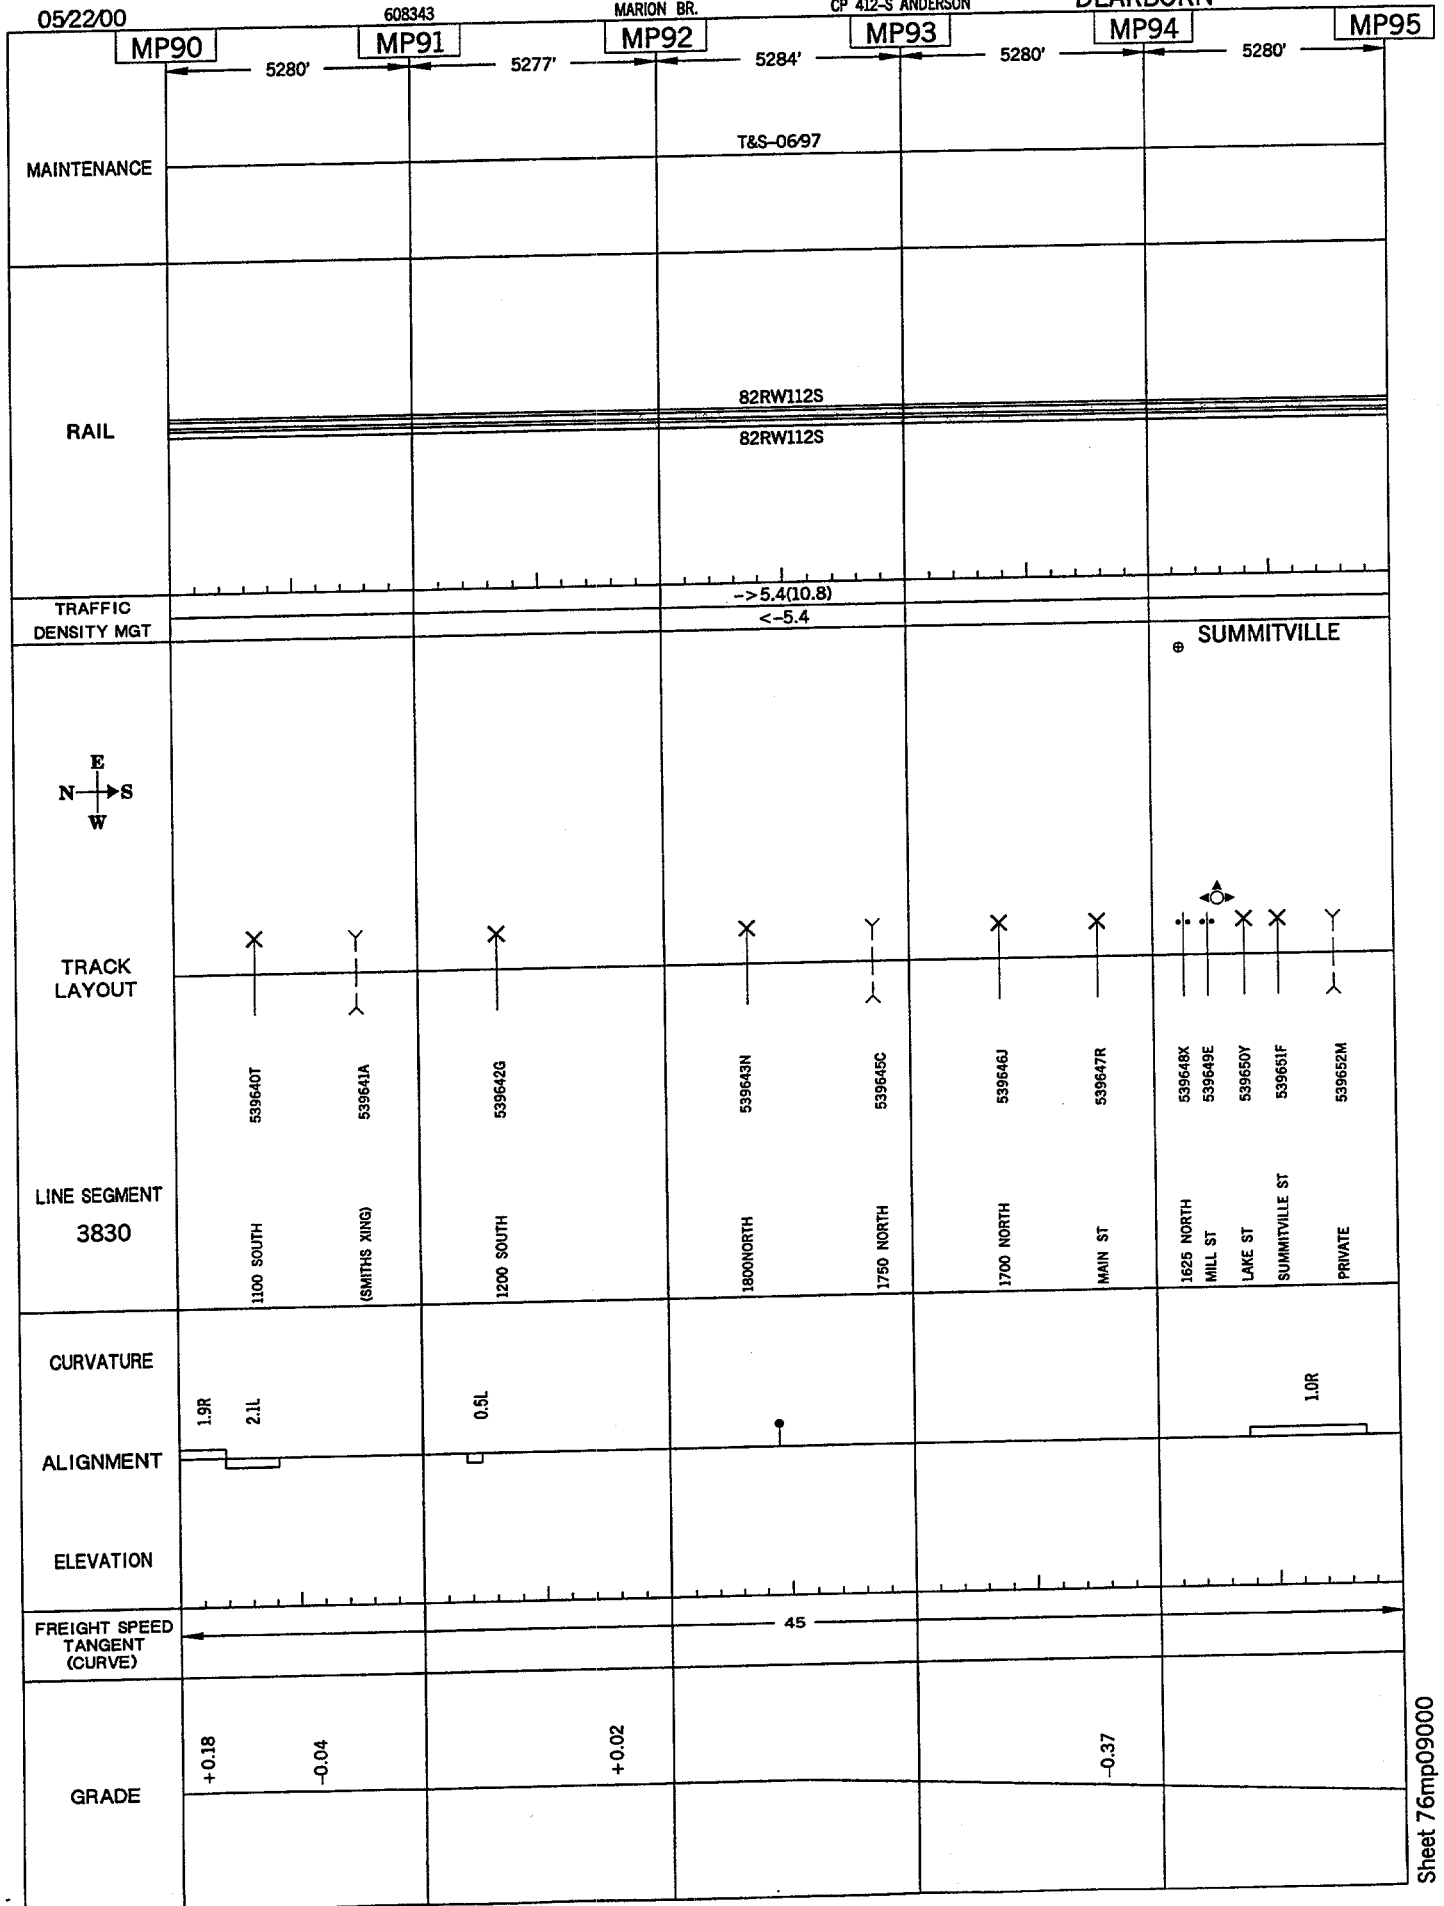 05/22/00
608343
MARION BR.
CP 412-S ANDERSON
DEARBORN
MP90
MP91
MP92
MP93
MP94
MP95
5280'
5277'
5284'
5280'
5280'
T&S-06/97
MAINTENANCE
82RW112S
RAIL
82RW112S
TRAFFIC
DENSITY MGT
->5.4(10.8)
<-5.4
SUMMITVILLE
E
N S
W
TRACK
LAYOUT
539640T
539641A
539642G
539643N
539645C
539646J
539647R
539648X
539649E
539650Y
539651F
539652M
LINE SEGMENT
3830
1100 SOUTH
(SMITHS XING)
1200 SOUTH
1800NORTH
1750 NORTH
1700 NORTH
MAIN ST
1625 NORTH
MILL ST
LAKE ST
SUMMITVILLE ST
PRIVATE
CURVATURE
1.9R
2.1L
0.5L
1.0R
ALIGNMENT
ELEVATION
FREIGHT SPEED
TANGENT
(CURVE)
45
GRADE
+0.18
-0.04
+0.02
-0.37
Sheet 76mp09000